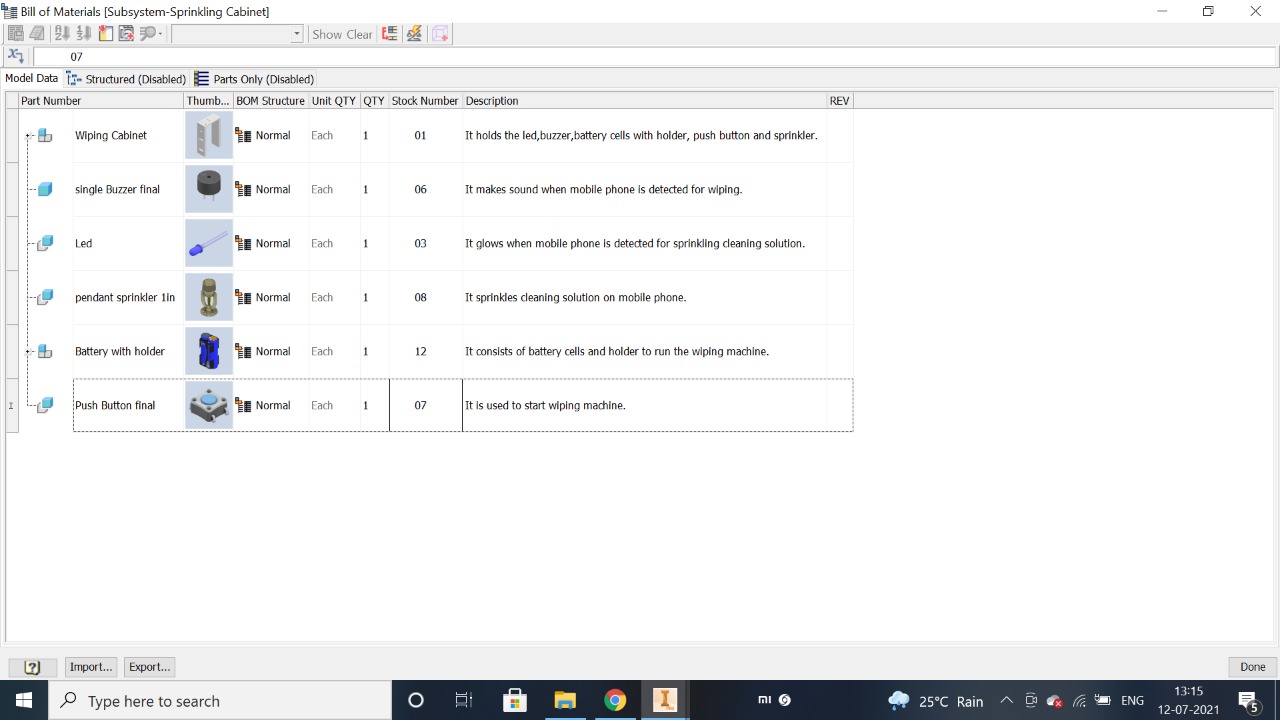 Bill of Materials [Subsystem-Sprinkling Cabinet]
Show Clear
07
Model Data Structured (Disabled) Parts Only (Disabled)
Part Number Thumb... BOM Structure Unit QTY QTY Stock Number Description REV
Wiping Cabinet Normal Each 1 01 It holds the led,buzzer,battery cells with holder, push button and sprinkler.
single Buzzer final Normal Each 1 06 It makes sound when mobile phone is detected for wiping.
Led Normal Each 1 03 It glows when mobile phone is detected for sprinkling cleaning solution.
pendant sprinkler 1in Normal Each 1 08 It sprinkles cleaning solution on mobile phone.
Battery with holder Normal Each 1 12 It consists of battery cells and holder to run the wiping machine.
Push Button final Normal Each 1 07 It is used to start wiping machine.
Import... Export... Done
Type here to search
25°C Rain
ENG
13:15
12-07-2021
5